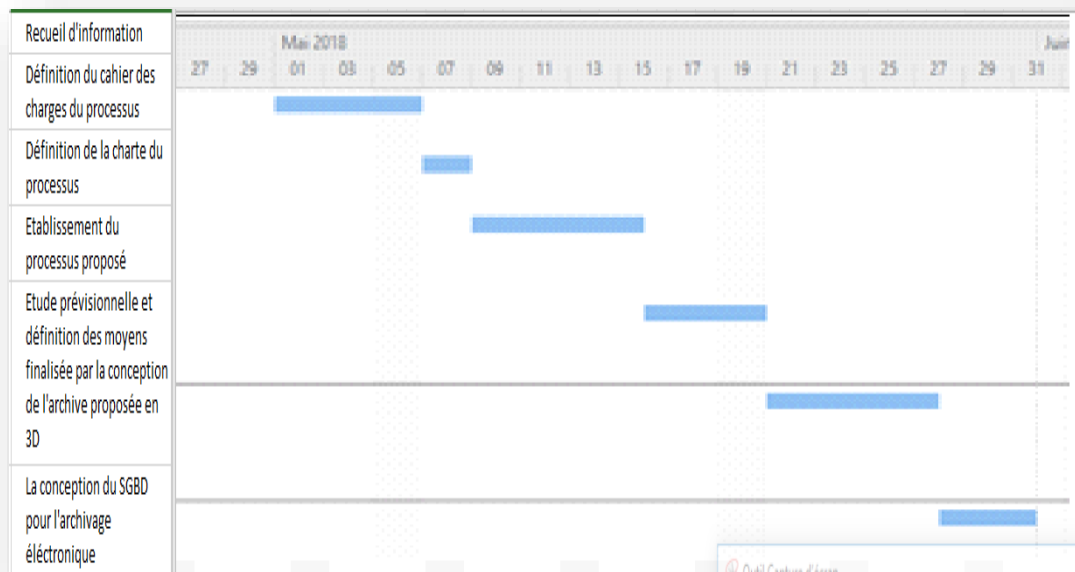 Recueil d'information
Définition du cahier des
charges du processus
Définition de la charte du
processus
Etablissement du
processus proposé
Etude prévisionnelle et
définition des moyens
finalisée par la conception
de l'archive proposée en
3D
La conception du SGBD
pour l'archivage
éléctronique
Mai 2018
27 29 01 03 05 07 09 11 13 15 17 19 21 23 25 27 29 31
Outil Capture d'écran